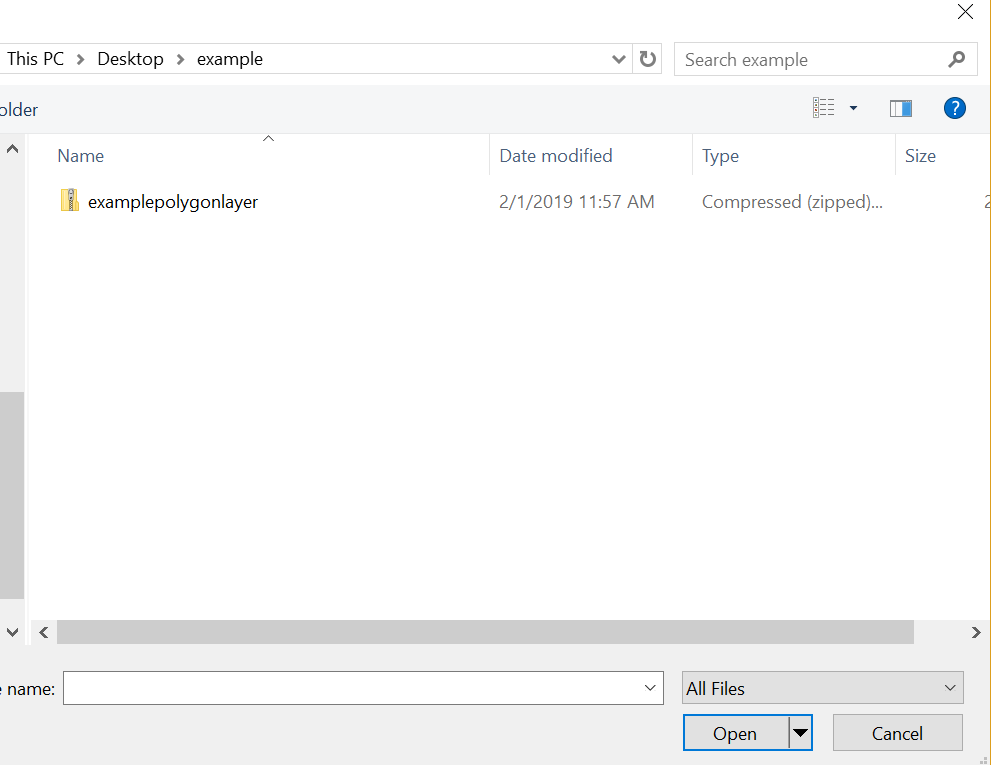 This PC > Desktop > example
Search example
older
?
Name Date modified Type Size
examplepolygonlayer 2/1/2019 11:57 AM Compressed (zipped)...
name:
All Files
Open Cancel